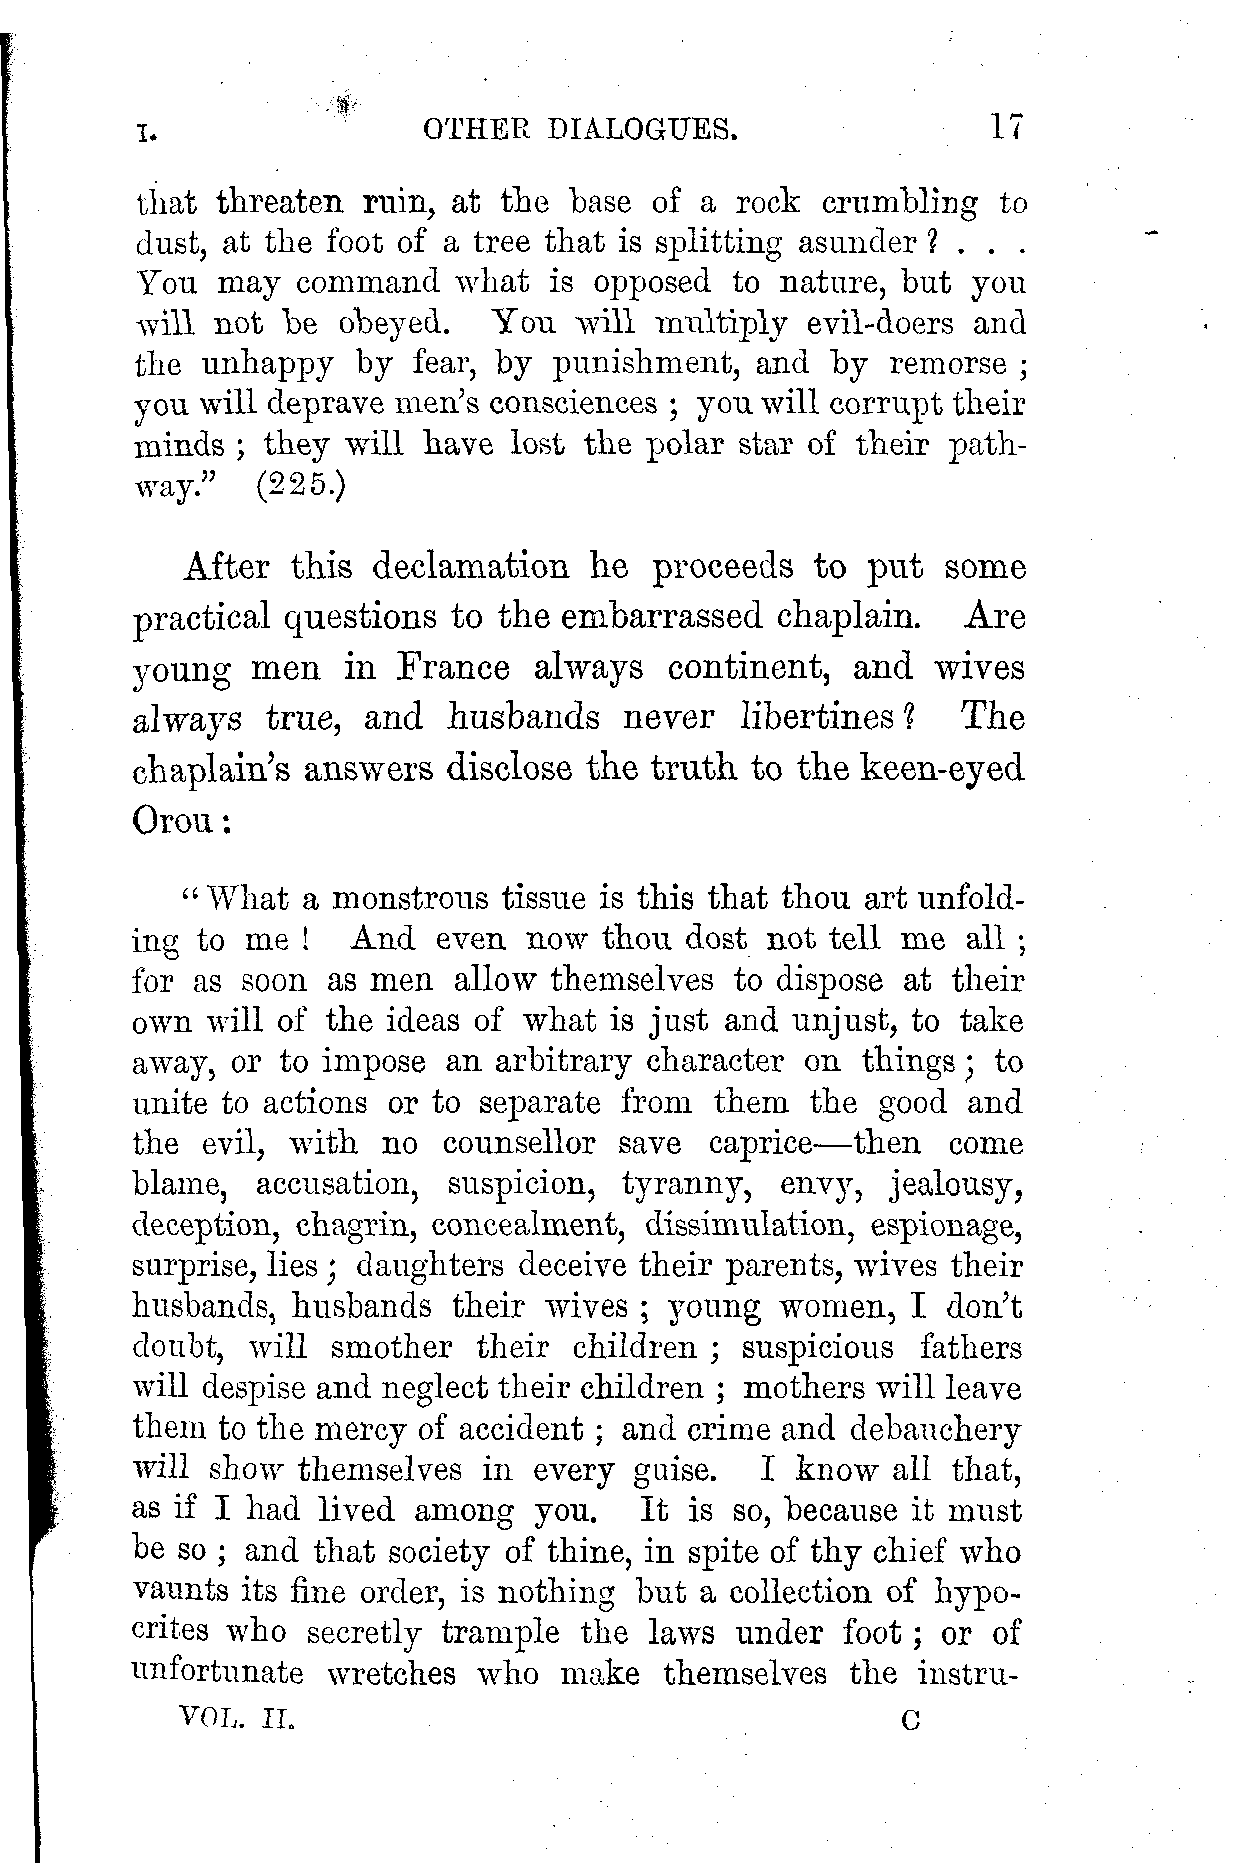 I. OTHER DIALOGUES. 17
that threaten ruin, at the base of a rock crumbling to
dust, at the foot of a tree that is splitting asunder? . . .
You may command what is opposed to nature, but you
will not be obeyed. You will multiply evil-doers and
the unhappy by fear, by punishment, and by remorse;
you will deprave men's consciences; you will corrupt their
minds; they will have lost the polar star of their path-
way." (225.)
After this declamation he proceeds to put some
practical questions to the embarrassed chaplain. Are
young men in France always continent, and wives
always true, and husbands never libertines? The
chaplain's answers disclose the truth to the keen-eyed
Orou:
"What a monstrous tissue is this that thou art unfold-
ing to me! And even now thou dost not tell me all;
for as soon as men allow themselves to dispose at their
own will of the ideas of what is just and unjust, to take
away, or to impose an arbitrary character on things; to
unite to actions or to separate from them the good and
the evil, with no counsellor save caprice—then come
blame, accusation, suspicion, tyranny, envy, jealousy,
deception, chagrin, concealment, dissimulation, espionage,
surprise, lies; daughters deceive their parents, wives their
husbands, husbands their wives; young women, I don't
doubt, will smother their children; suspicious fathers
will despise and neglect their children; mothers will leave
them to the mercy of accident; and crime and debauchery
will show themselves in every guise. I know all that,
as if I had lived among you. It is so, because it must
be so; and that society of thine, in spite of thy chief who
vaunts its fine order, is nothing but a collection of hypo-
crites who secretly trample the laws under foot; or of
unfortunate wretches who make themselves the instru-
VOL. II. C